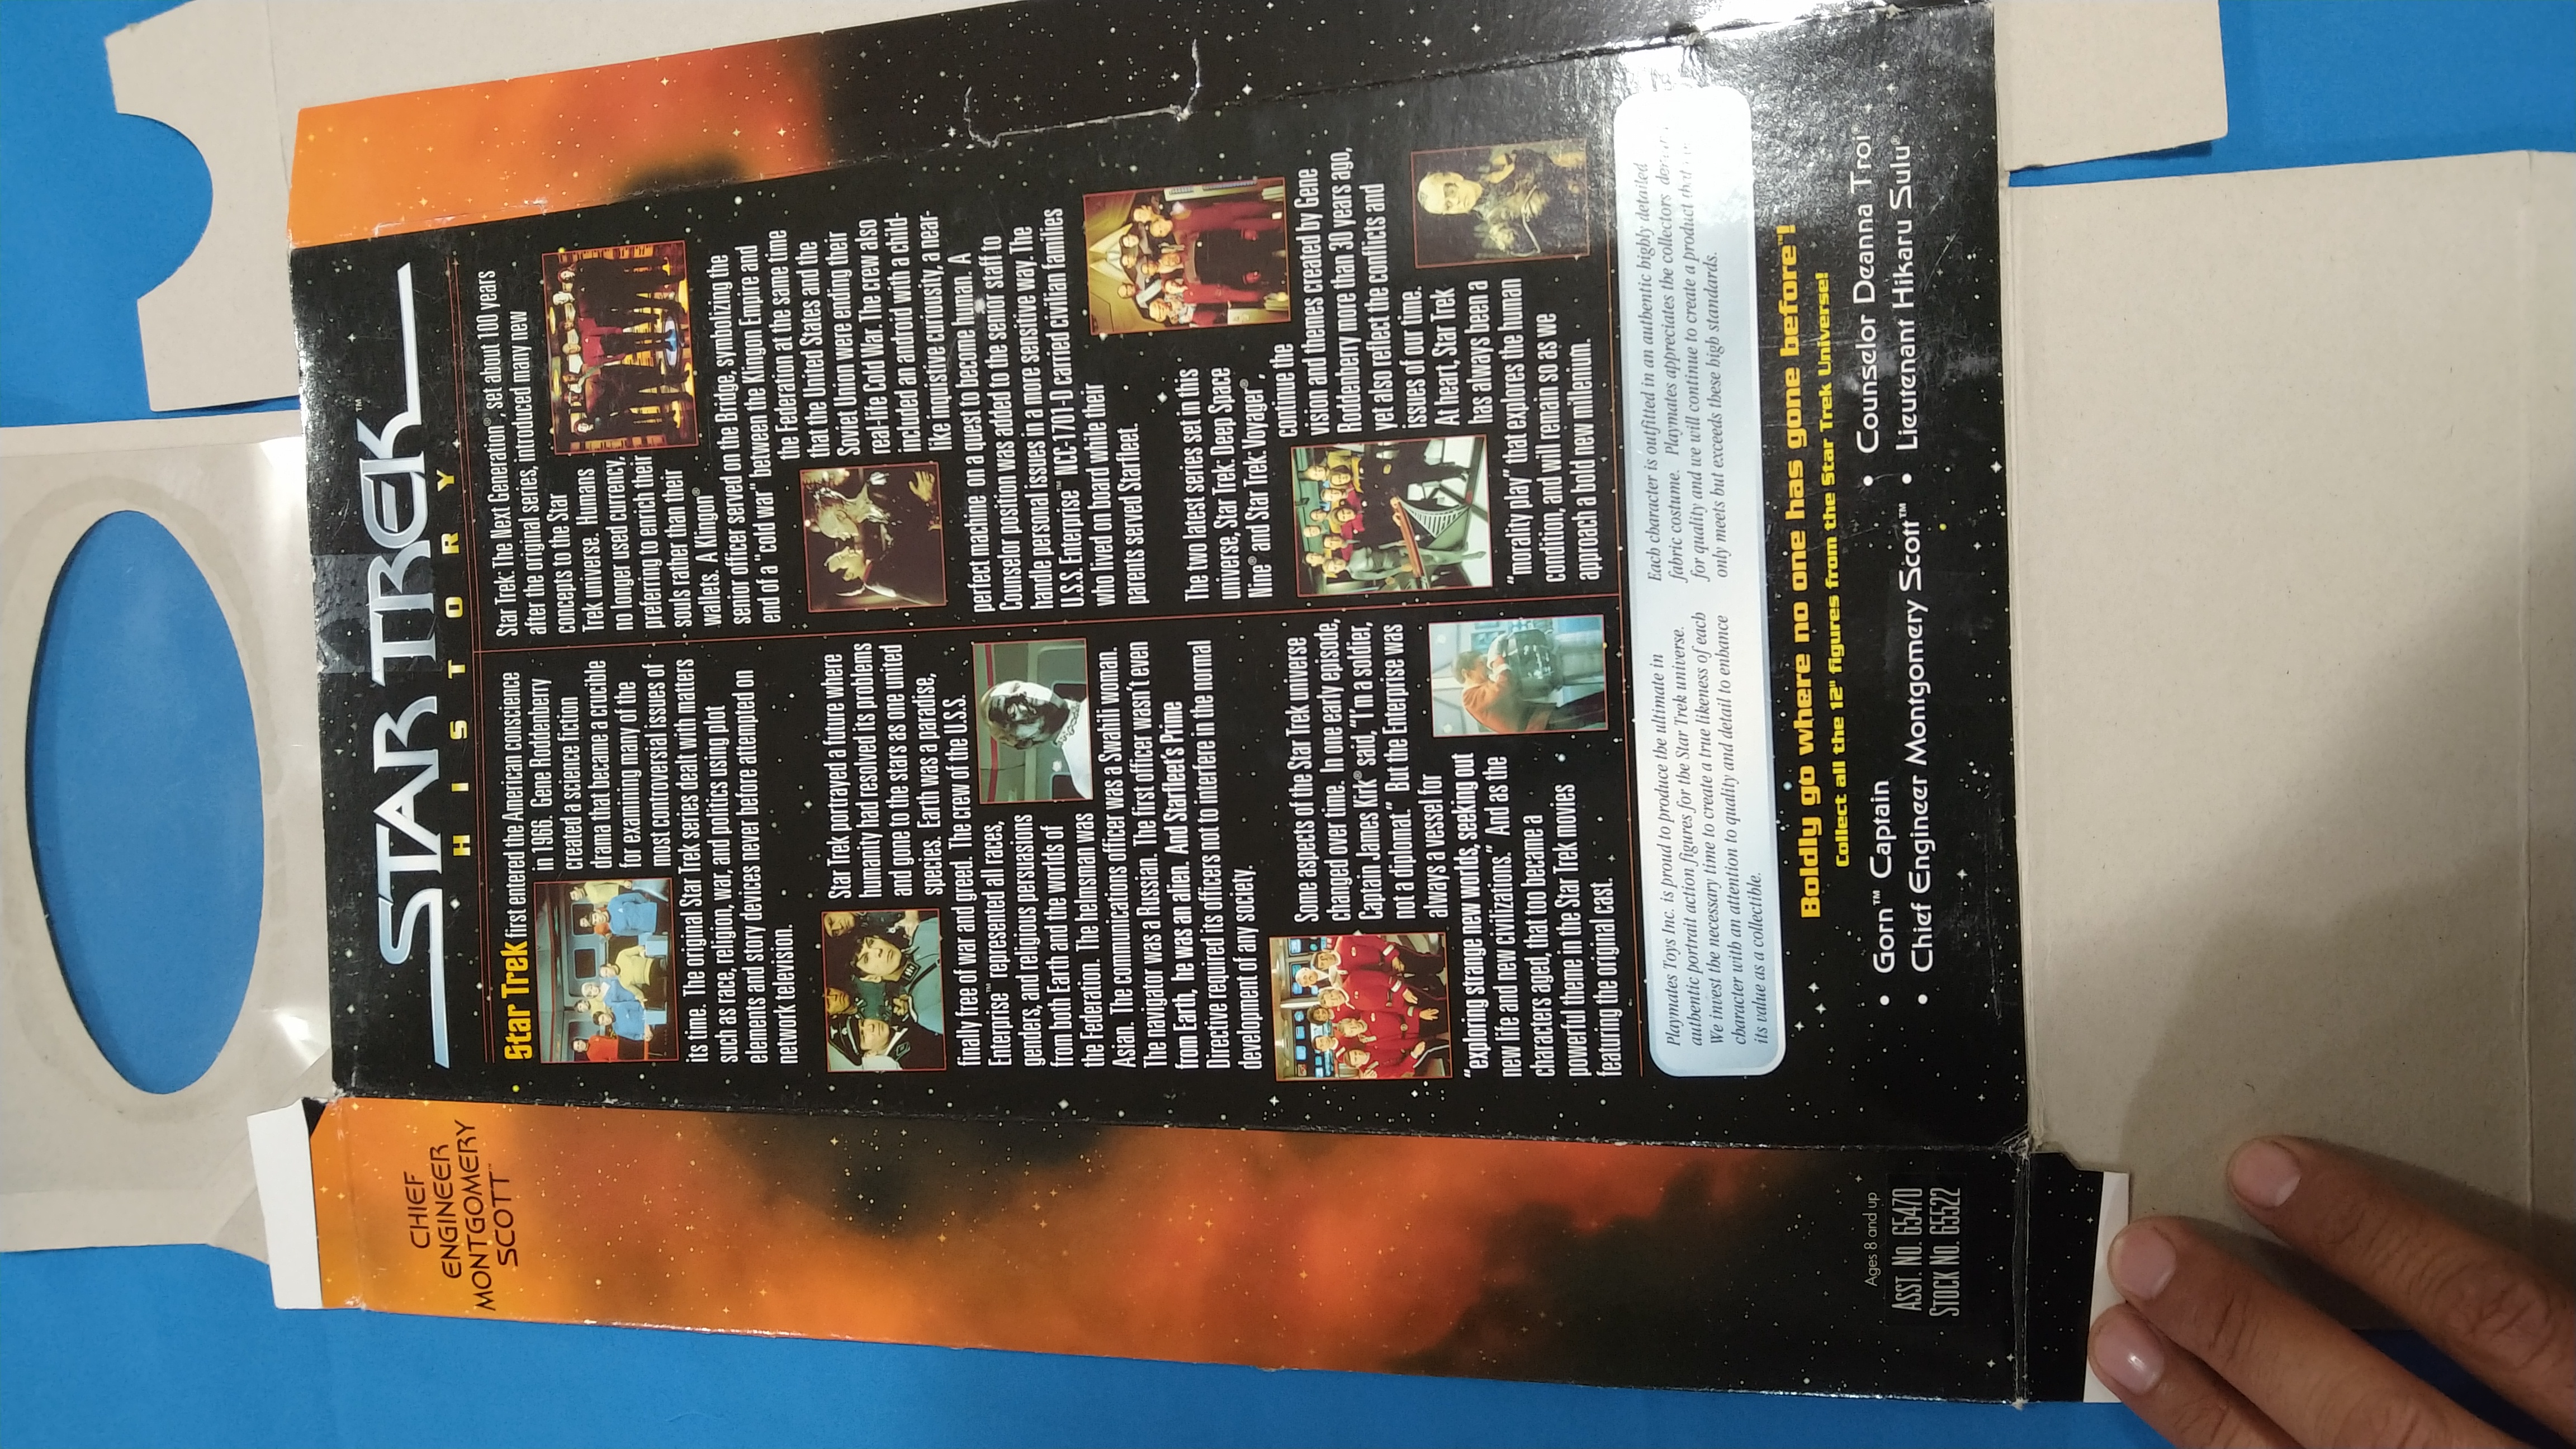 CHIEF
ENGINEER
MONTGOMERY
SCOTT™
Ages 8 and up
ASST. NO. 65470
STOCK NO. 65522
STAR TREK™
HISTORY
Star Trek first entered the American conscience
in 1966. Gene Roddenberry
created a science fiction
drama that became a crucible
for examining many of the
most controversial issues of
its time. The original Star Trek series dealt with matters
such as race, religion, war, and politics using plot
elements and story devices never before attempted on
network television.
Star Trek portrayed a future where
humanity had resolved its problems
and gone to the stars as one united
species. Earth was a paradise,
finally free of war and greed. The crew of the U.S.S.
Enterprise™ represented all races,
genders, and religious persuasions
from both Earth and the worlds of
the Federation. The helmsman was
Asian. The communications officer was a Swahili woman.
The navigator was a Russian. The first officer wasn't even
from Earth, he was an alien. And Starfleet's Prime
Directive required its officers not to interfere in the normal
development of any society.
Some aspects of the Star Trek universe
changed over time. In one early episode,
Captain James Kirk® said, "I'm a soldier,
not a diplomat." But the Enterprise was
always a vessel for
"exploring strange new worlds, seeking out
new life and new civilizations." And as the
characters aged, that too became a
powerful theme in the Star Trek movies
featuring the original cast.
Star Trek: The Next Generation®, set about 100 years
after the original series, introduced many new
concepts to the Star
Trek universe. Humans
no longer used currency,
preferring to enrich their
souls rather than their
wallets. A Klingon®
senior officer served on the Bridge, symbolizing the
end of a "cold war" between the Klingon Empire and
the Federation at the same time
that the United States and the
Soviet Union were ending their
real-life Cold War. The crew also
included an android with a child-
like inquistive curiousity, a near-
perfect machine on a quest to become human. A
Counselor position was added to the senior staff to
handle personal issues in a more sensitive way. The
U.S.S. Enterprise™ NCC-1701-D carried civilian families
who lived on board while their
parents served Starfleet.
The two latest series set in this
universe, Star Trek: Deep Space
Nine® and Star Trek: Voyager®,
continue the
vision and themes created by Gene
Roddenberry more than 30 years ago,
yet also reflect the conflicts and
issues of our time.
At heart, Star Trek
has always been a
"morality play" that explores the human
condition, and will remain so as we
approach a bold new millenium.
Playmates Toys Inc. is proud to produce the ultimate in
authentic portrait action figures for the Star Trek universe.
We invest the necessary time to create a true likeness of each
character with an attention to quality and detail to enhance
its value as a collectible.
Each character is outfitted in an authentic highly detailed
fabric costume. Playmates appreciates the collectors
for quality and we will continue to create a product that
only meets but exceeds these high standards.
Boldly go where no one has gone before™!
Collect all the 12" figures from the Star Trek Universe!
• Gorn™ Captain
• Chief Engineer Montgomery Scott™
• Counselor Deanna Troi®
• Lieutenant Hikaru Sulu®